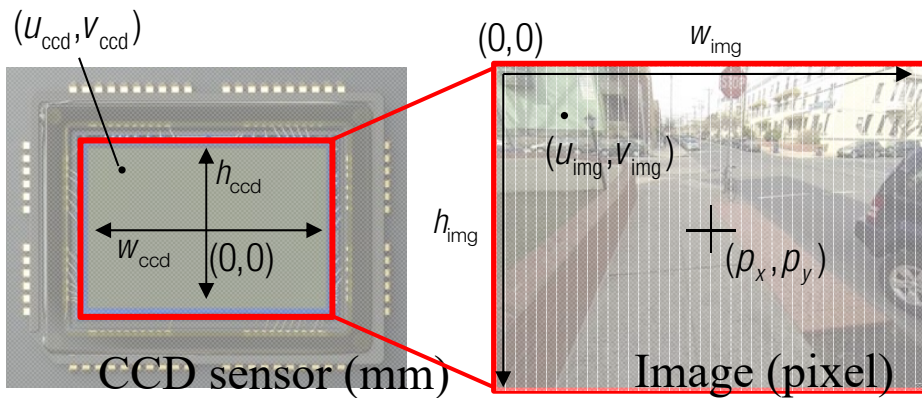 (u_ccd,v_ccd)
(0,0)
w_img
h_ccd
w_ccd
(0,0)
CCD sensor (mm)
STOP
(u_img,v_img)
h_img
(p_x,p_y)
Image (pixel)